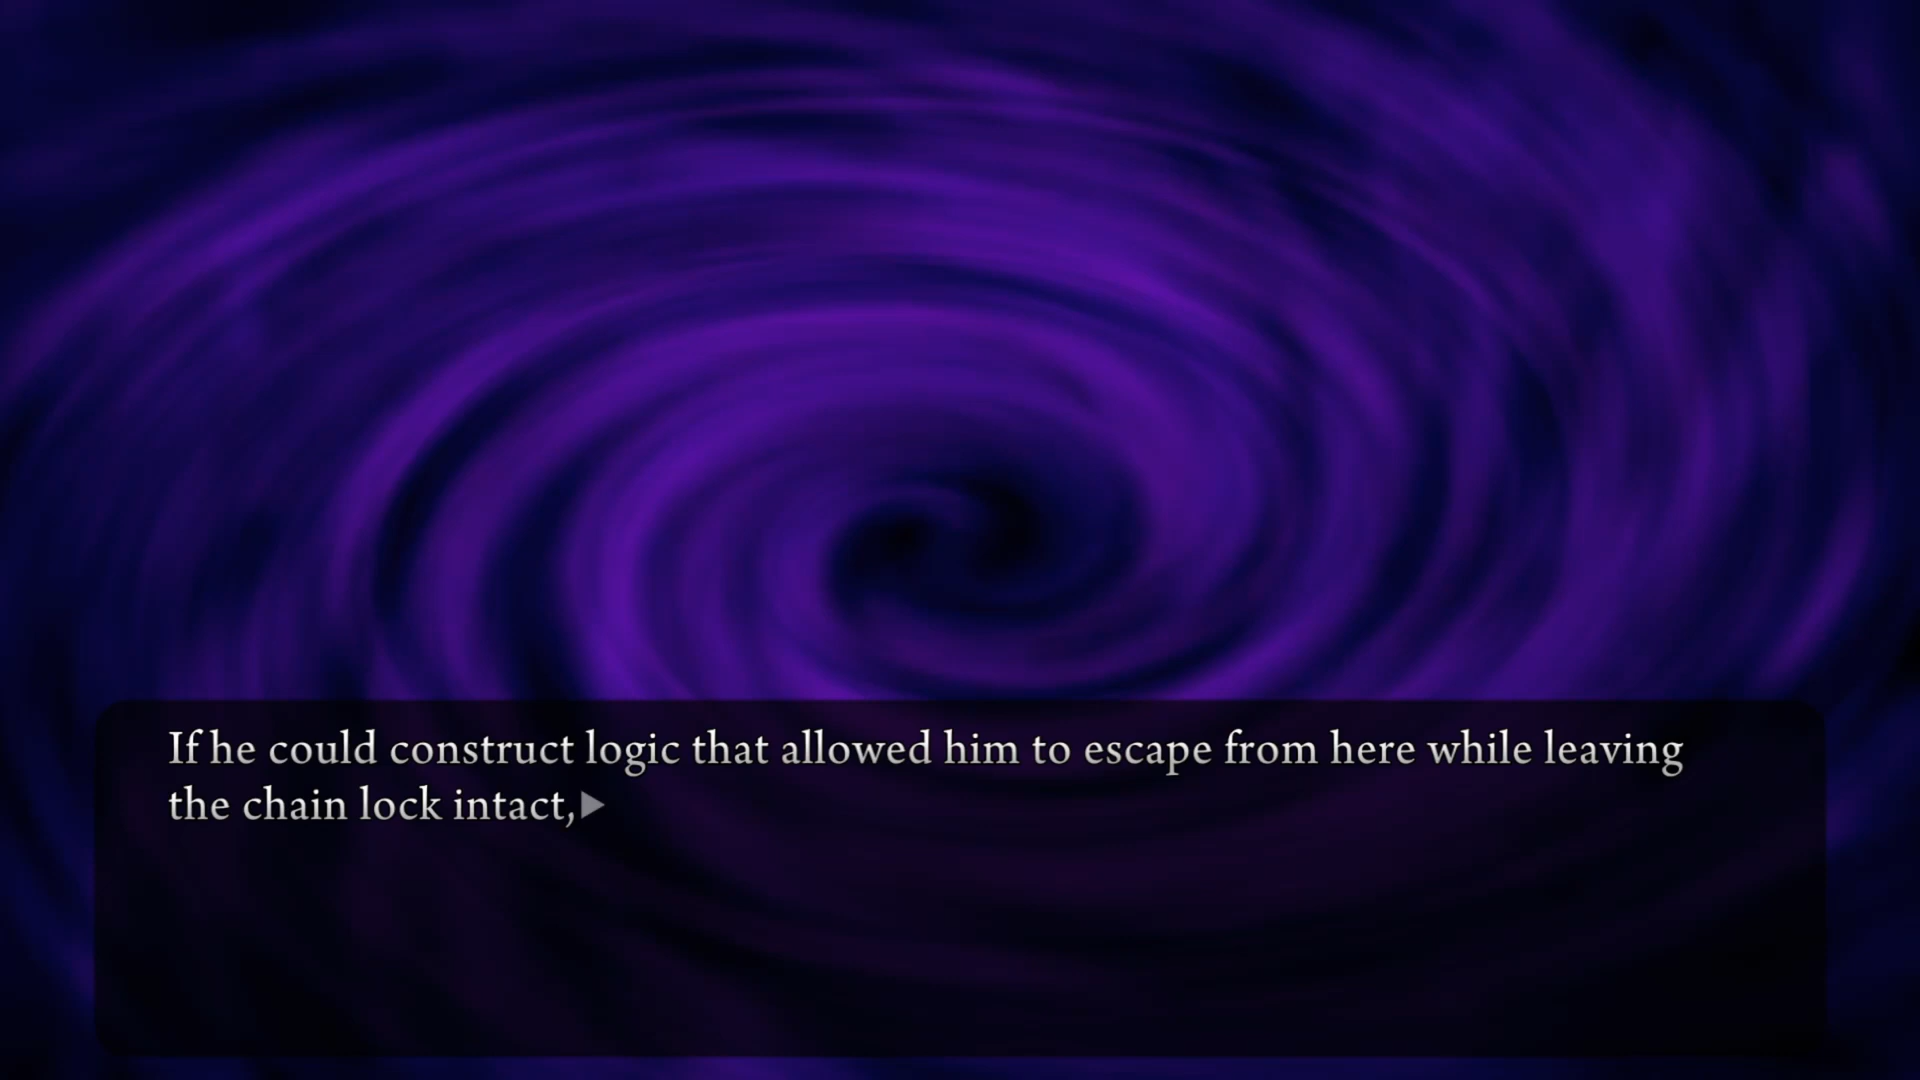 If he could construct logic that allowed him to escape from here while leaving
the chain lock intact,